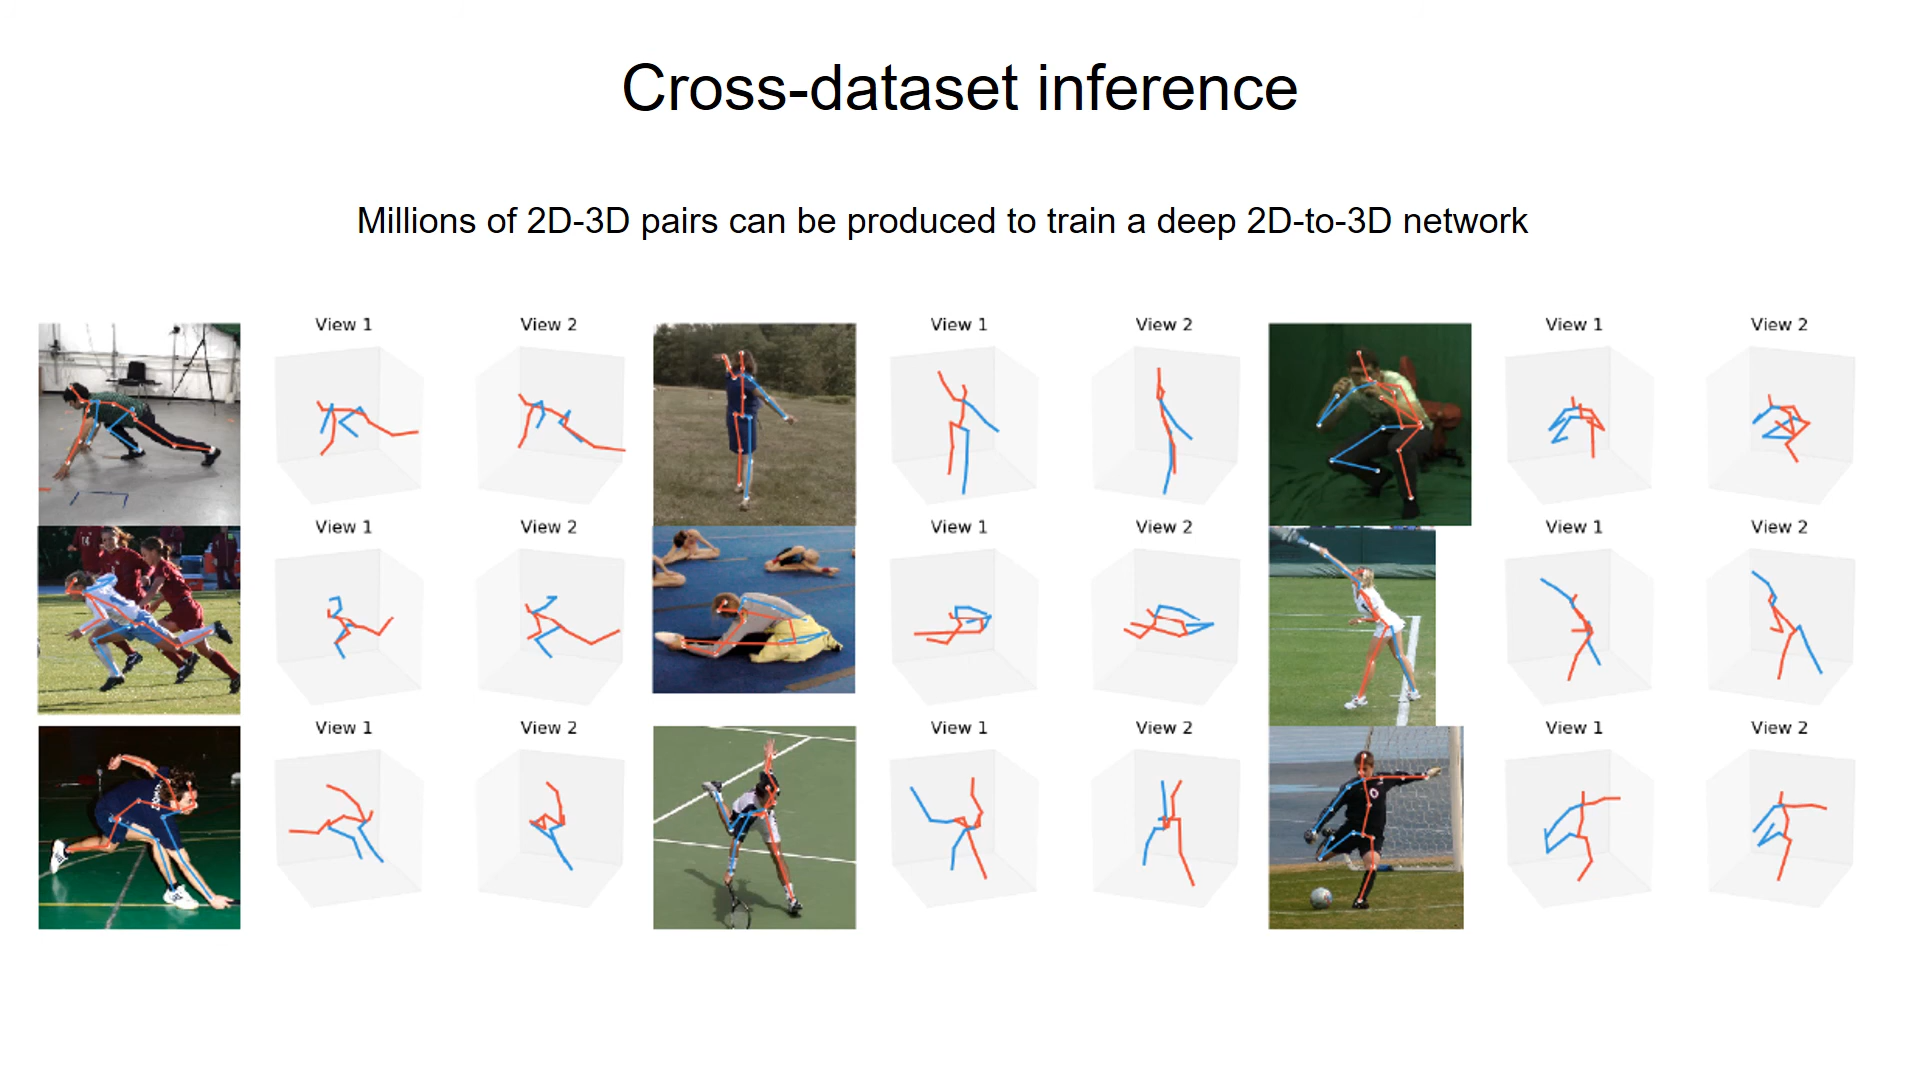 Cross-dataset inference
Millions of 2D-3D pairs can be produced to train a deep 2D-to-3D network
View 1 View 2 View 1 View 2 View 1 View 2
View 1 View 2 View 1 View 2 View 1 View 2
View 1 View 2 View 1 View 2 View 1 View 2